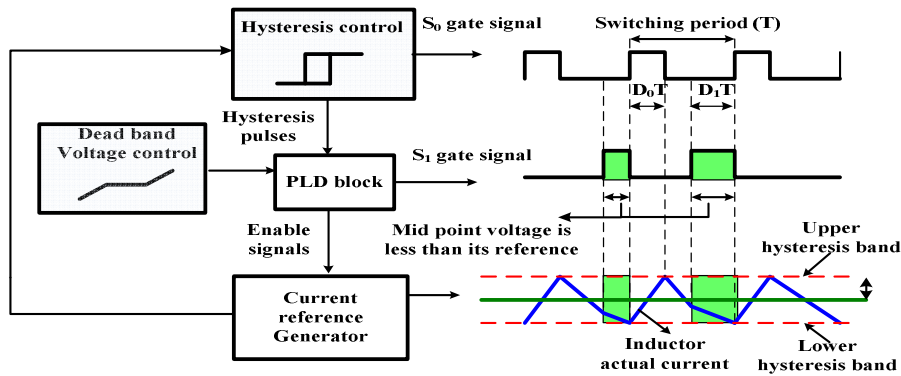 Hysteresis control
S₀ gate signal
Switching period (T)
D₀T
D₁T
Hysteresis
pulses
Dead band
Voltage control
PLD block
S₁ gate signal
Enable
signals
Mid point voltage is
less than its reference
Upper
hysteresis band
Current
reference
Generator
Inductor
actual current
Lower
hysteresis band